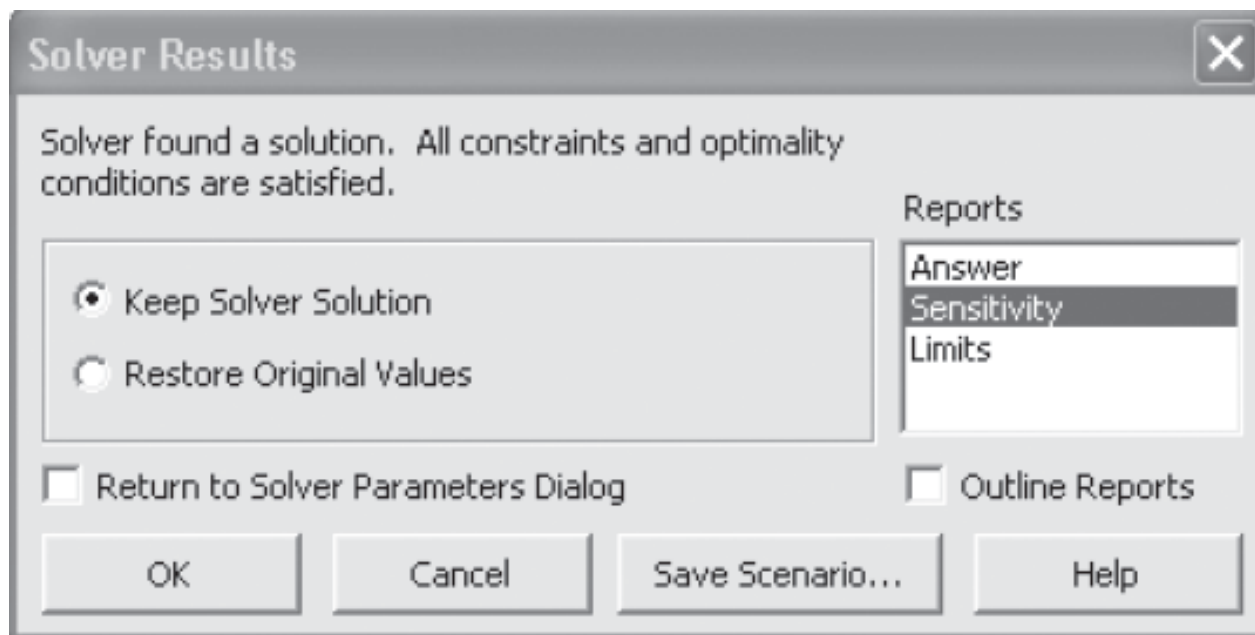 Solver Results
Solver found a solution. All constraints and optimality
conditions are satisfied.
Reports
Answer
Sensitivity
Limits
Keep Solver Solution
Restore Original Values
Return to Solver Parameters Dialog
Outline Reports
OK
Cancel
Save Scenario...
Help